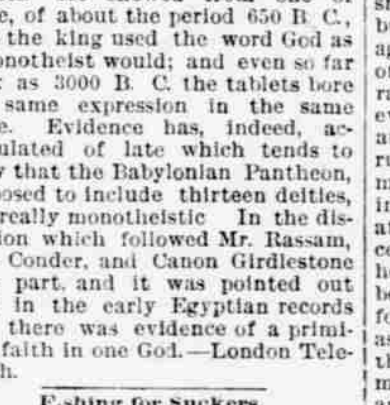 e, of about the period 650 B. C.,
the king used the word God as
onotheist would; and even so far
as 3000 B. C. the tablets bore
same expression in the same
e. Evidence has, indeed, ac-
ulated of late which tends to
y that the Babylonian Pantheon,
posed to include thirteen deities,
really monotheistic In the dis-
ion which followed Mr. Rassam,
Conder, and Canon Girdlestone
part. and it was pointed out
in the early Egyptian records
there was evidence of a primi-
faith in one God.—London Tele-
h.